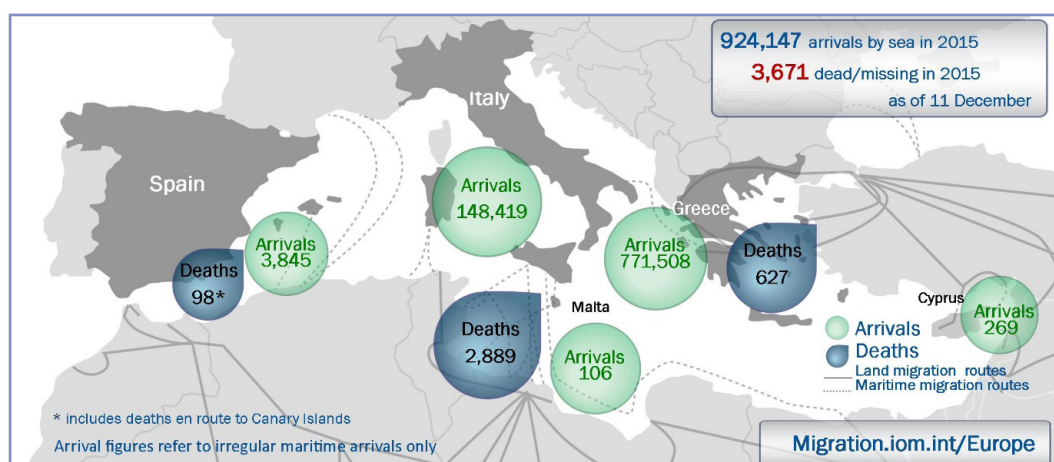 924,147 arrivals by sea in 2015
3,671 dead/missing in 2015
as of 11 December
Italy
Spain
Greece
Arrivals
148,419
Arrivals
3,845
Deaths
98*
Arrivals
771,508
Deaths
627
Malta
Deaths
2,889
Arrivals
106
Cyprus
Arrivals
269
Arrivals
Deaths
Land migration routes
Maritime migration routes
* includes deaths en route to Canary Islands
Arrival figures refer to irregular maritime arrivals only
Migration.iom.int/Europe